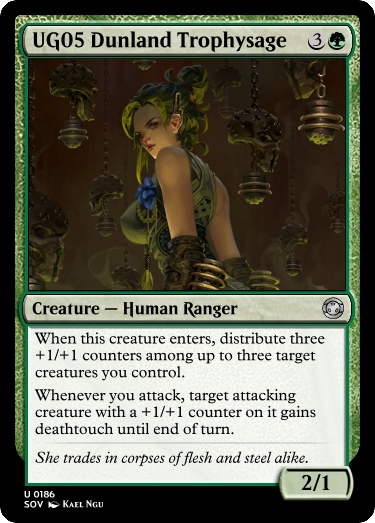 UG05 Dunland Trophysage 3
Creature — Human Ranger
When this creature enters, distribute three
+1/+1 counters among up to three target
creatures you control.
Whenever you attack, target attacking
creature with a +1/+1 counter on it gains
deathtouch until end of turn.
She trades in corpses of flesh and steel alike.
2/1
U 0186
SOV Kael Ngu